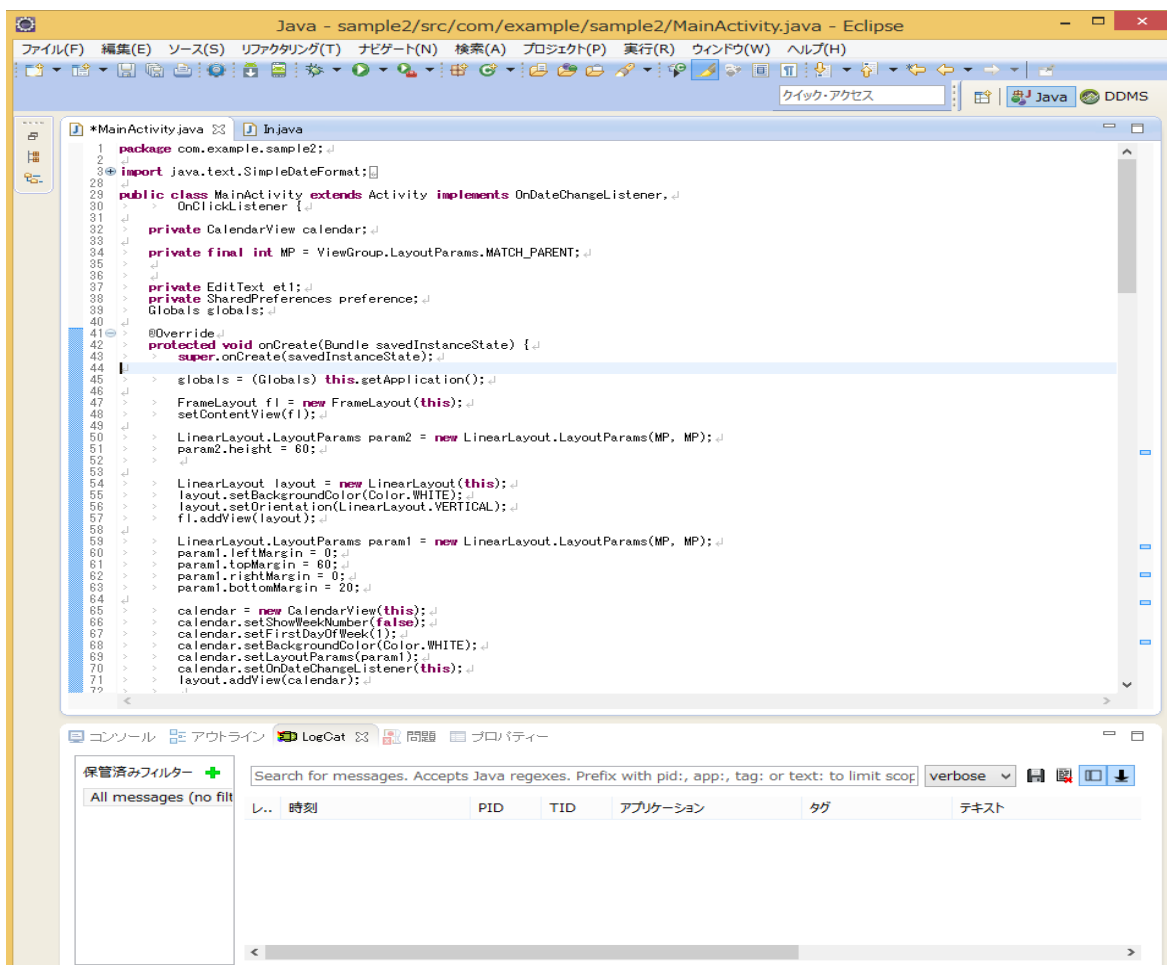 Java - sample2/src/com/example/sample2/MainActivity.java - Eclipse
ファイル(F) 編集(E) ソース(S) リファクタリング(T) ナビゲート(N) 検索(A) プロジェクト(P) 実行(R) ウィンドウ(W) ヘルプ(H)
クイック・アクセス Java DDMS
*MainActivity.java In.java
1 package com.example.sample2;
2
3 import java.text.SimpleDateFormat;
28
29 public class MainActivity extends Activity implements OnDateChangeListener,
30 OnClickListener {
31
32 private CalendarView calendar;
33
34 private final int MP = ViewGroup.LayoutParams.MATCH_PARENT;
35
36
37 private EditText et1;
38 private SharedPreferences preference;
39 Globals globals;
40
41 @Override
42 protected void onCreate(Bundle savedInstanceState) {
43 super.onCreate(savedInstanceState);
44
45 globals = (Globals) this.getApplication();
46
47 FrameLayout fl = new FrameLayout(this);
48 setContentView(fl);
49
50 LinearLayout.LayoutParams param2 = new LinearLayout.LayoutParams(MP, MP);
51 param2.height = 60;
52
53
54 LinearLayout layout = new LinearLayout(this);
55 layout.setBackgroundColor(Color.WHITE);
56 layout.setOrientation(LinearLayout.VERTICAL);
57 fl.addView(layout);
58
59 LinearLayout.LayoutParams param1 = new LinearLayout.LayoutParams(MP, MP);
60 param1.leftMargin = 0;
61 param1.topMargin = 60;
62 param1.rightMargin = 0;
63 param1.bottomMargin = 20;
64
65 calendar = new CalendarView(this);
66 calendar.setShowWeekNumber(false);
67 calendar.setFirstDayOfWeek(1);
68 calendar.setBackgroundColor(Color.WHITE);
69 calendar.setLayoutParams(param1);
70 calendar.setOnDateChangeListener(this);
71 layout.addView(calendar);
72
コンソール アウトライン LogCat 問題 プロパティー
保管済みフィルター
Search for messages. Accepts Java regexes. Prefix with pid:, app:, tag: or text: to limit scop verbose
All messages (no filt
レ.. 時刻 PID TID アプリケーション タグ テキスト